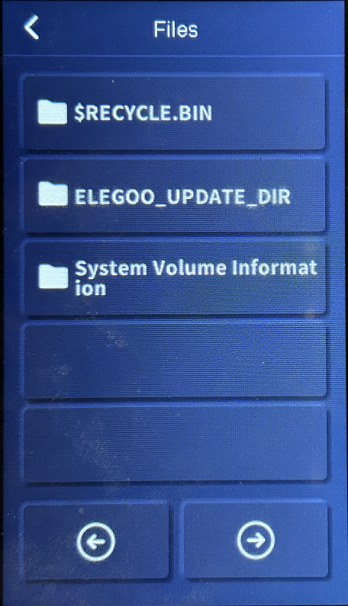 Files
$RECYCLE.BIN
ELEGOO_UPDATE_DIR
System Volume Informat
ion